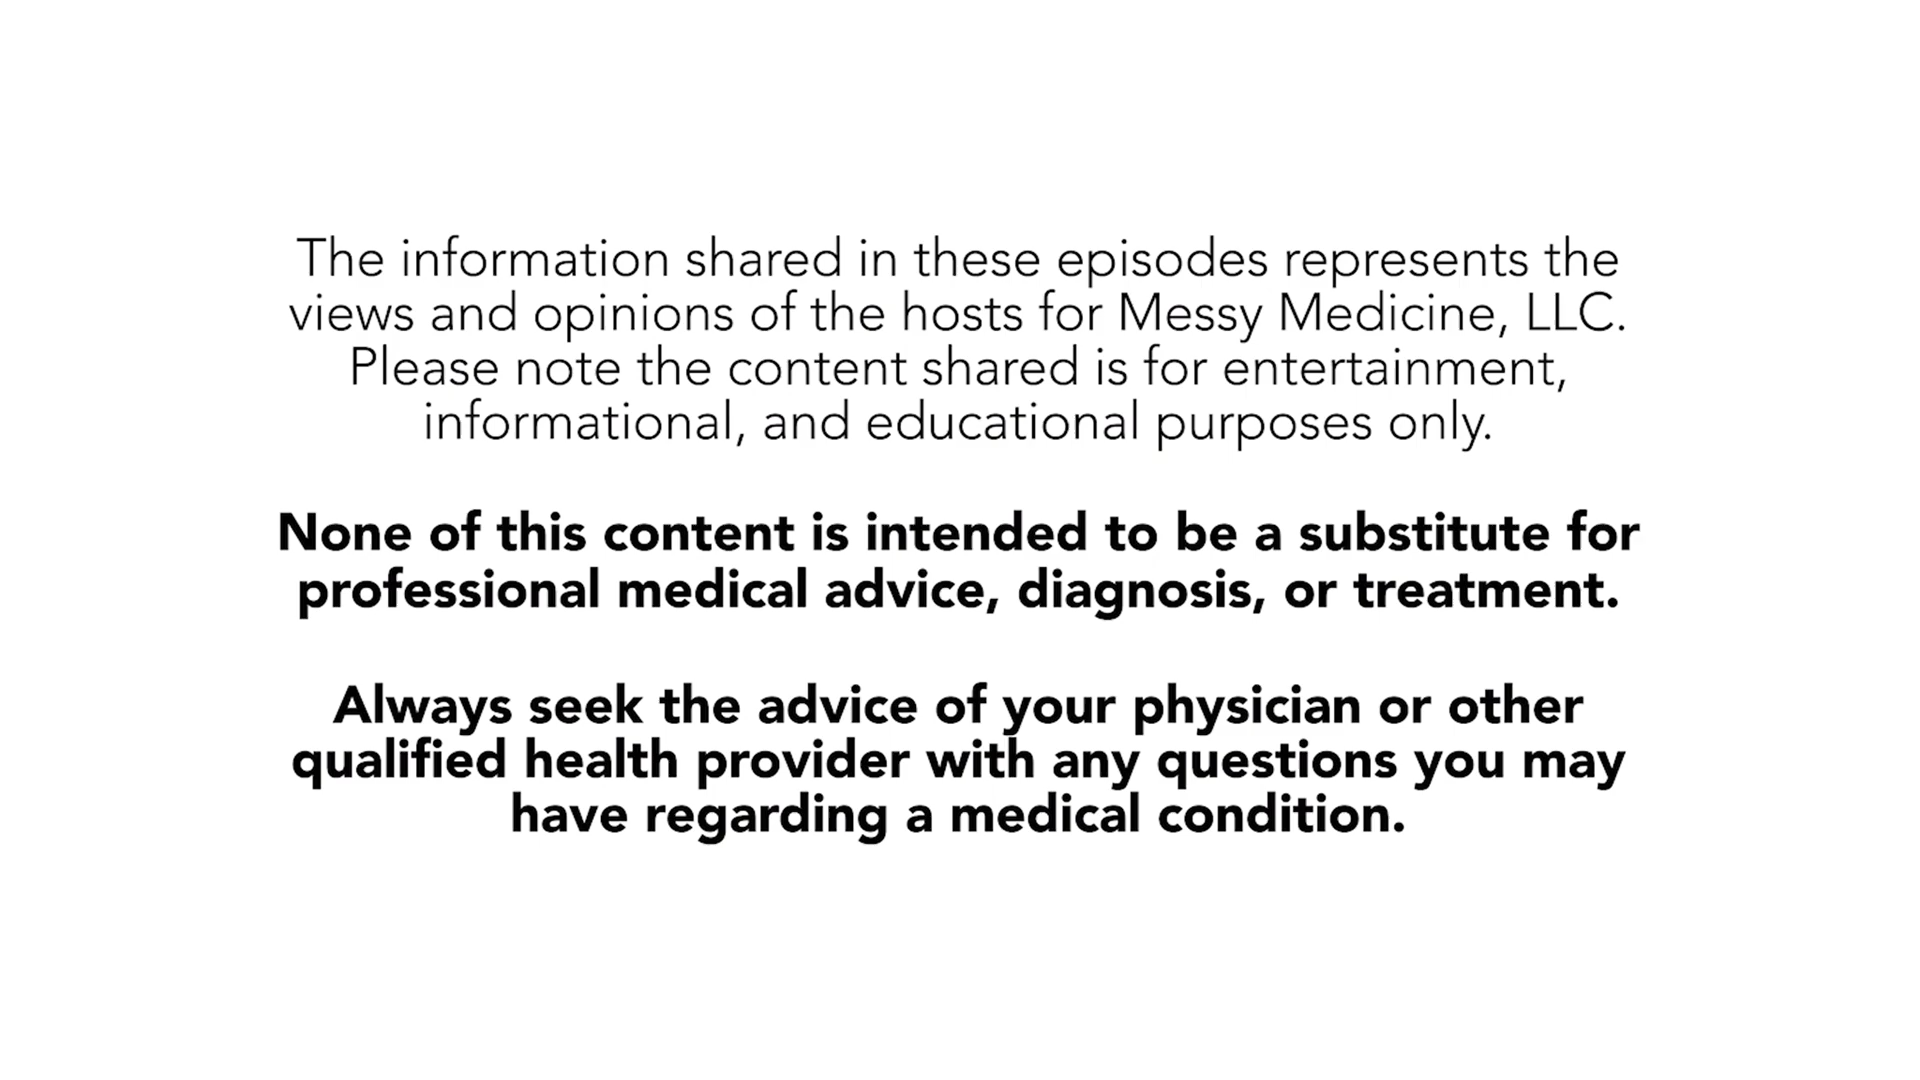 The information shared in these episodes represents the
views and opinions of the hosts for Messy Medicine, LLC.
Please note the content shared is for entertainment,
informational, and educational purposes only.
None of this content is intended to be a substitute for
professional medical advice, diagnosis, or treatment.
Always seek the advice of your physician or other
qualified health provider with any questions you may
have regarding a medical condition.